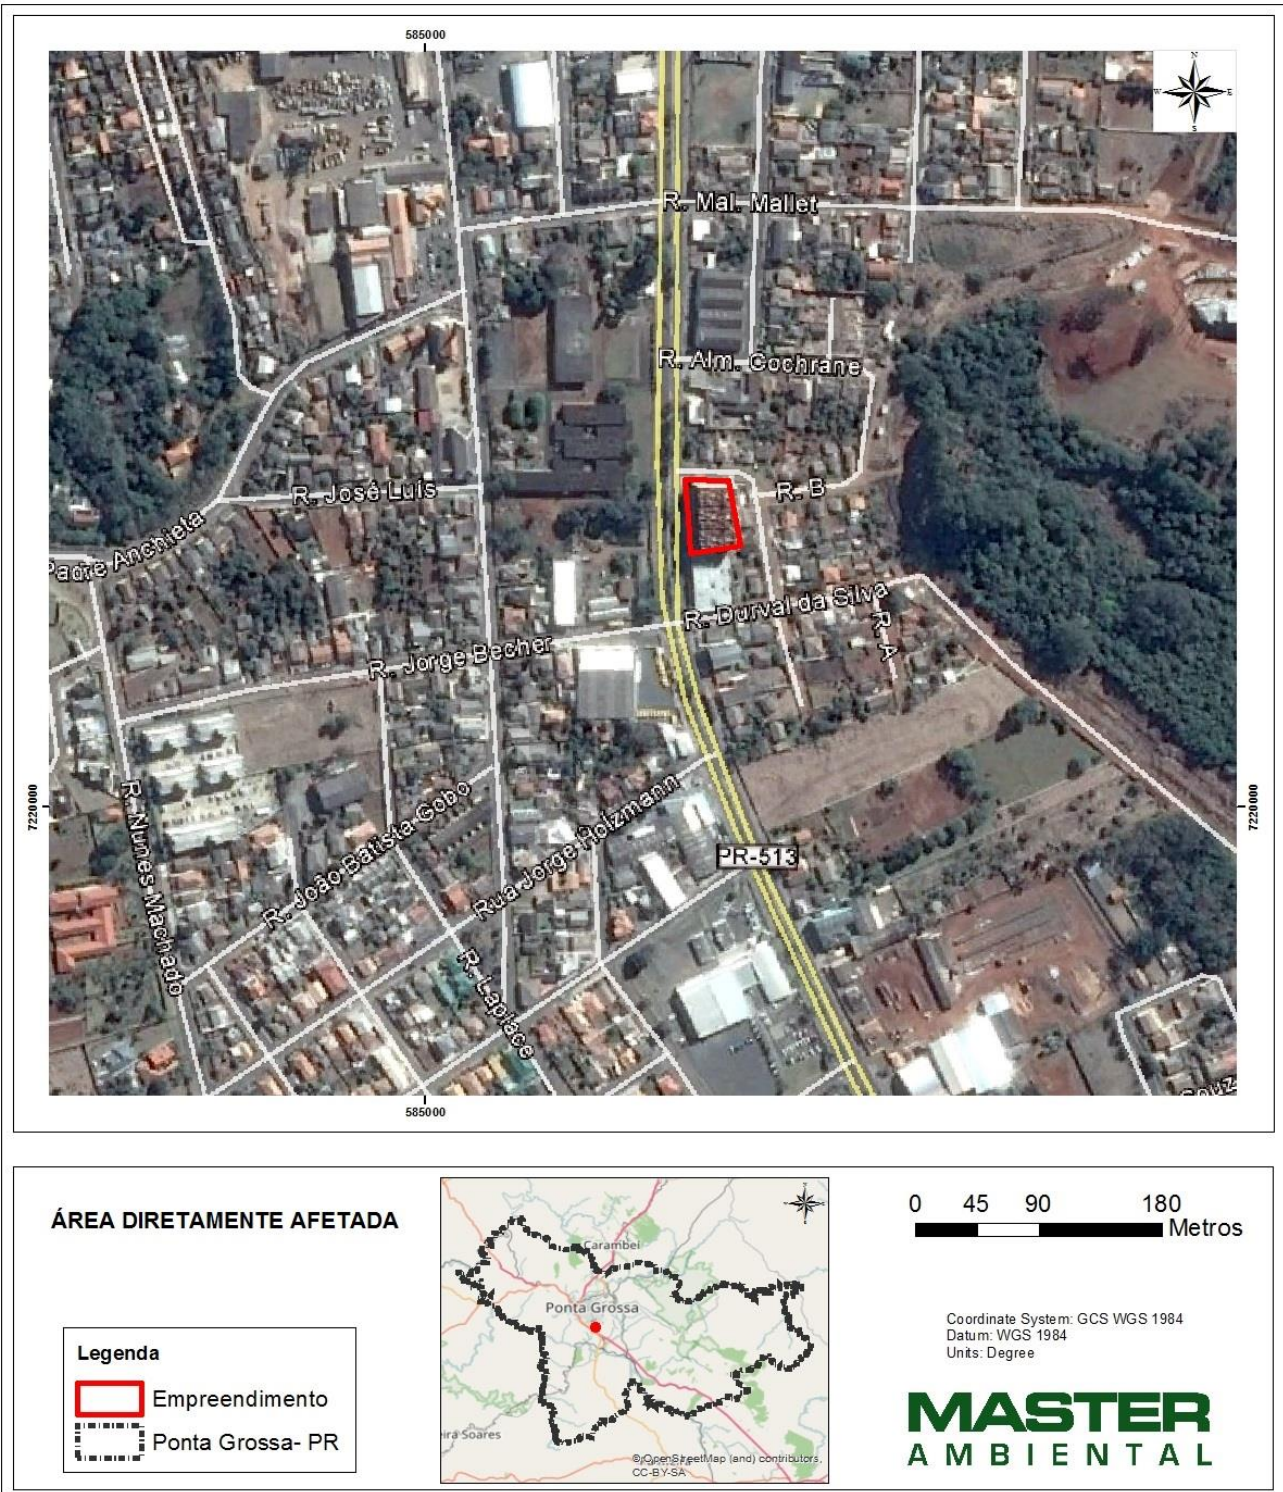 585000
N
W
E
S
R. Mal. Mallet
R. Alm. Cochrane
R. José Luís
R. B
Padre Anchieta
R. Durval da Silva
R. A
R. Jorge Becher
7220000
7220000
R. Nunes Machado
R. João Batista Gobo
Rua Jorge Holzmann
PR-513
R. Laplace
Souz
585000
ÁREA DIRETAMENTE AFETADA
Legenda
Empreendimento
Ponta Grossa- PR
Carambeí
Ponta Grossa
eira Soares
© OpenStreetMap (and) contributors,
CC-BY-SA
0 45 90 180
Metros
Coordinate System: GCS WGS 1984
Datum: WGS 1984
Units: Degree
MASTER
AMBIENTAL